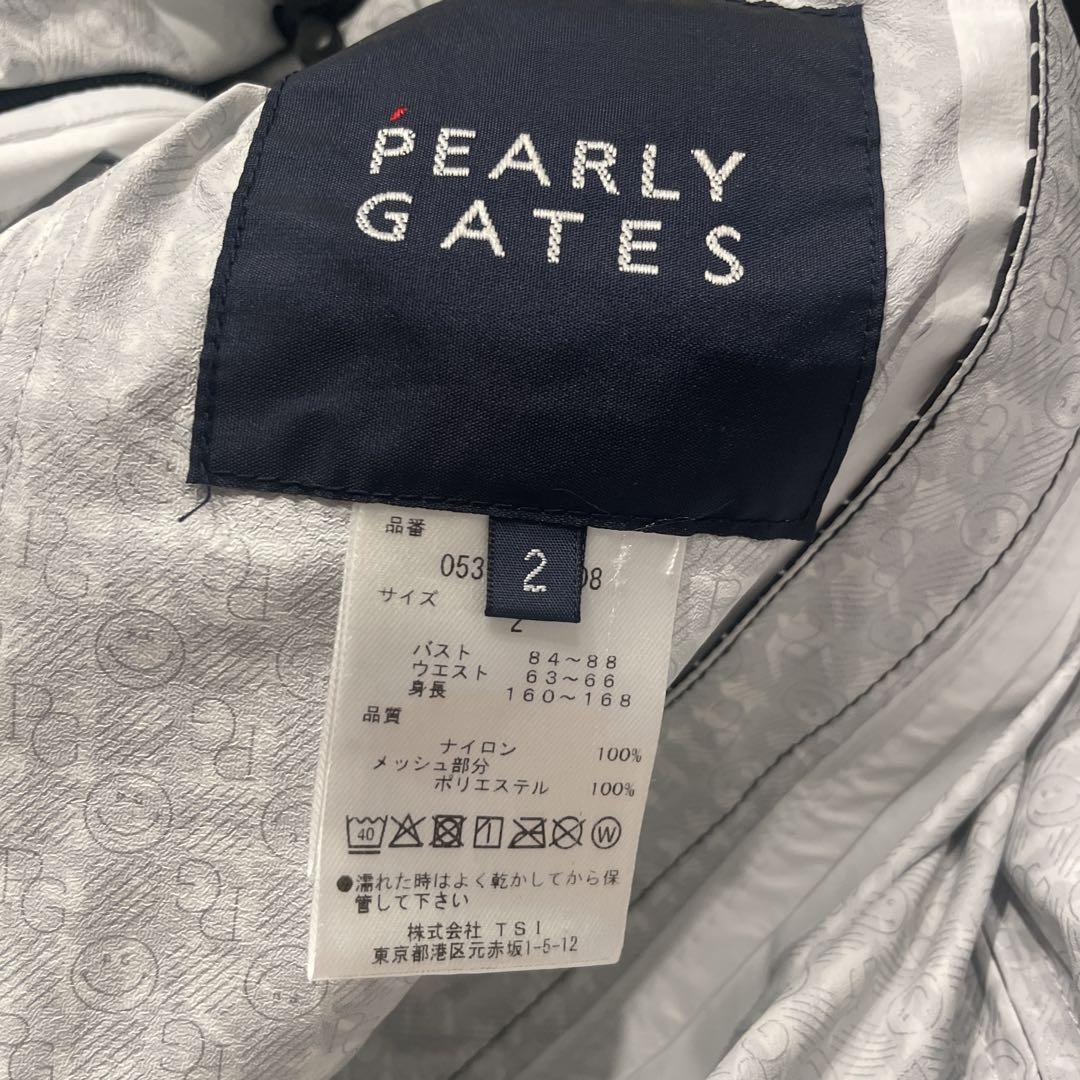 PEARLY
GATES
品番
053 08
2
サイズ
2
バスト 84～88
ウエスト 63～66
身長 160～168
品質
ナイロン 100%
メッシュ部分
ポリエステル 100%
40 1 W
●濡れた時はよく乾かしてから保
管して下さい
株式会社 TSI
東京都港区元赤坂1-5-12